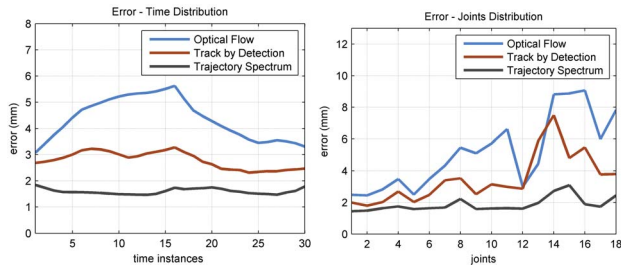 Error - Time Distribution
8
7
6
5
4
3
2
1
0
error (mm)
Optical Flow
Track by Detection
Trajectory Spectrum
5 10 15 20 25 30
time instances
Error - Joints Distribution
12
10
8
6
4
2
0
error (mm)
Optical Flow
Track by Detection
Trajectory Spectrum
2 4 6 8 10 12 14 16 18
joints